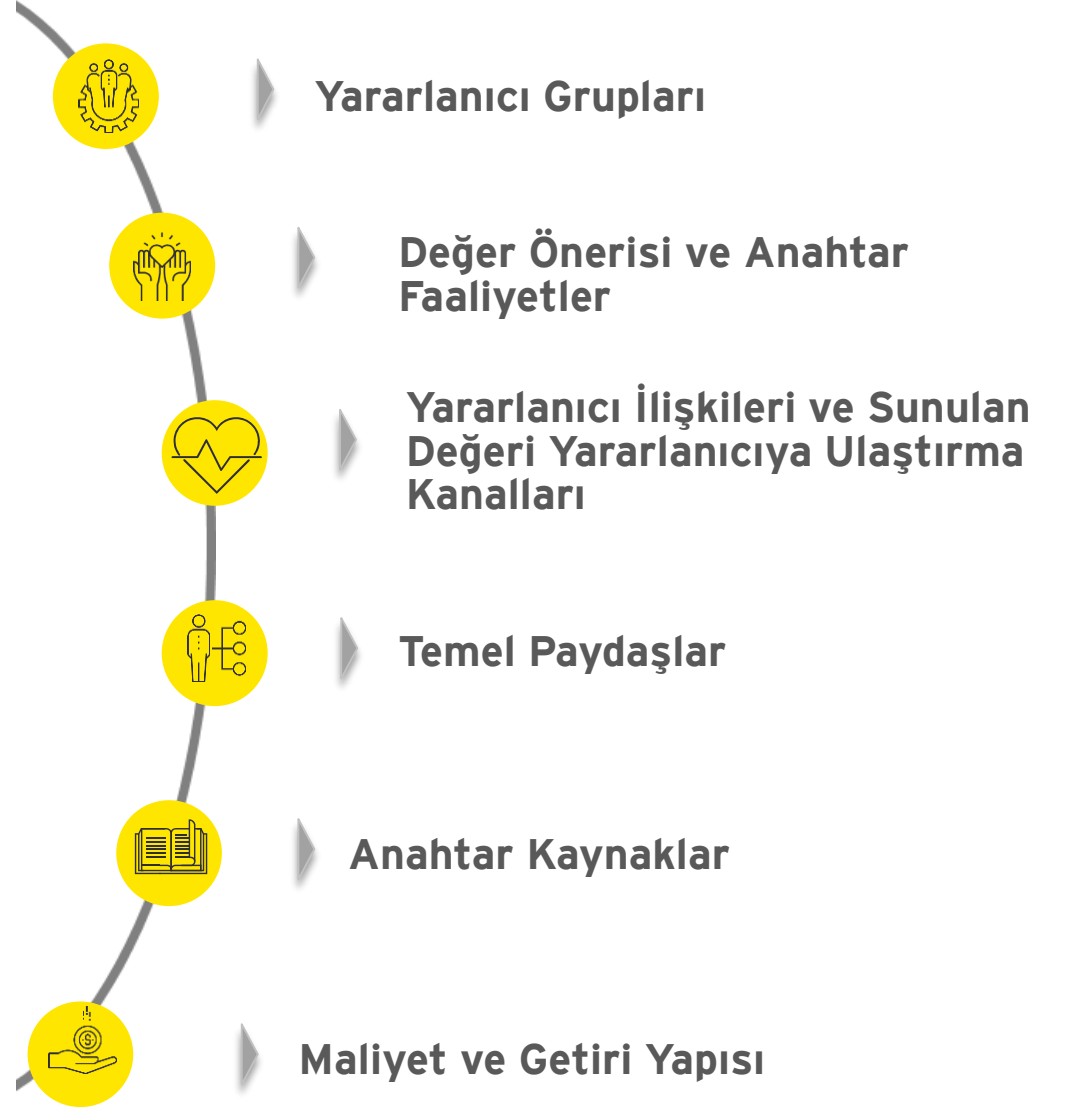 Yararlanıcı Grupları
Değer Önerisi ve Anahtar
Faaliyetler
Yararlanıcı İlişkileri ve Sunulan
Değeri Yararlanıcıya Ulaştırma
Kanalları
Temel Paydaşlar
Anahtar Kaynaklar
Maliyet ve Getiri Yapısı